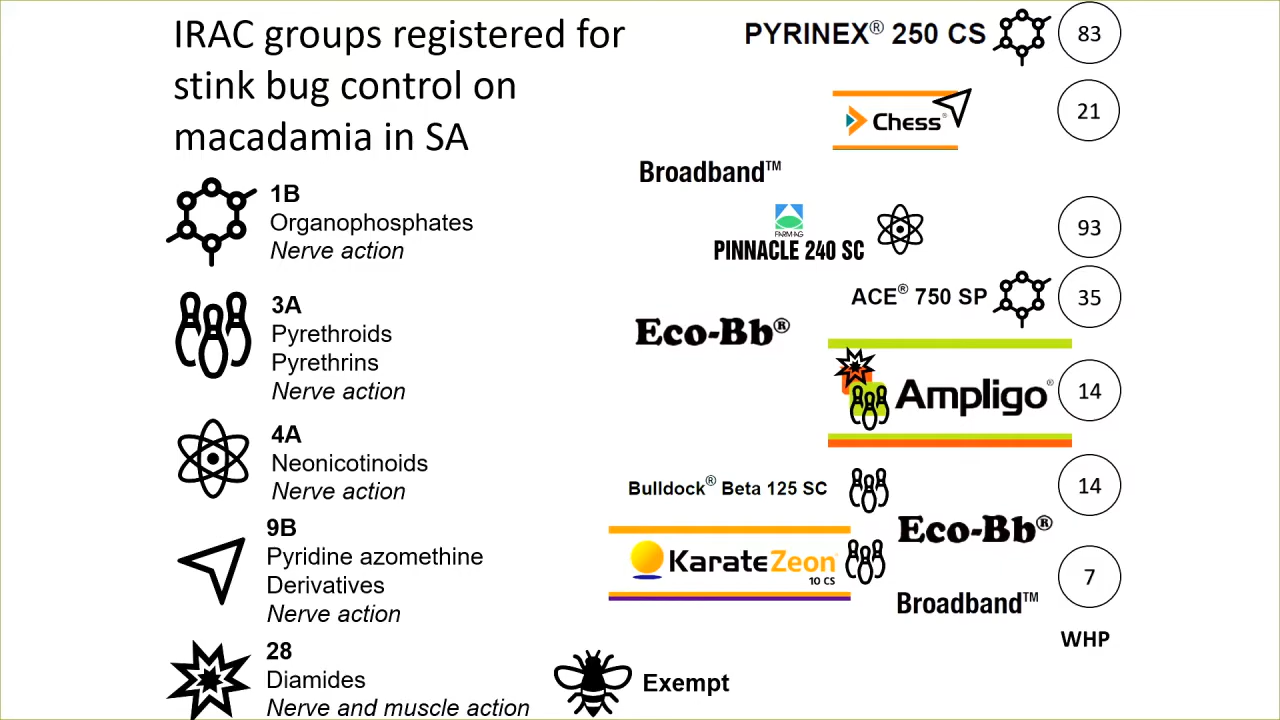 IRAC groups registered for
stink bug control on
macadamia in SA
1B
Organophosphates
Nerve action
3A
Pyrethroids
Pyrethrins
Nerve action
4A
Neonicotinoids
Nerve action
9B
Pyridine azomethine
Derivatives
Nerve action
28
Diamides
Nerve and muscle action
Exempt
PYRINEX® 250 CS
83
Chess®
21
Broadband™
FARMAG
PINNACLE 240 SC
93
ACE® 750 SP
35
Eco-Bb®
Ampligo®
14
Bulldock® Beta 125 SC
14
Eco-Bb®
Karate Zeon®
10 CS
7
Broadband™
WHP